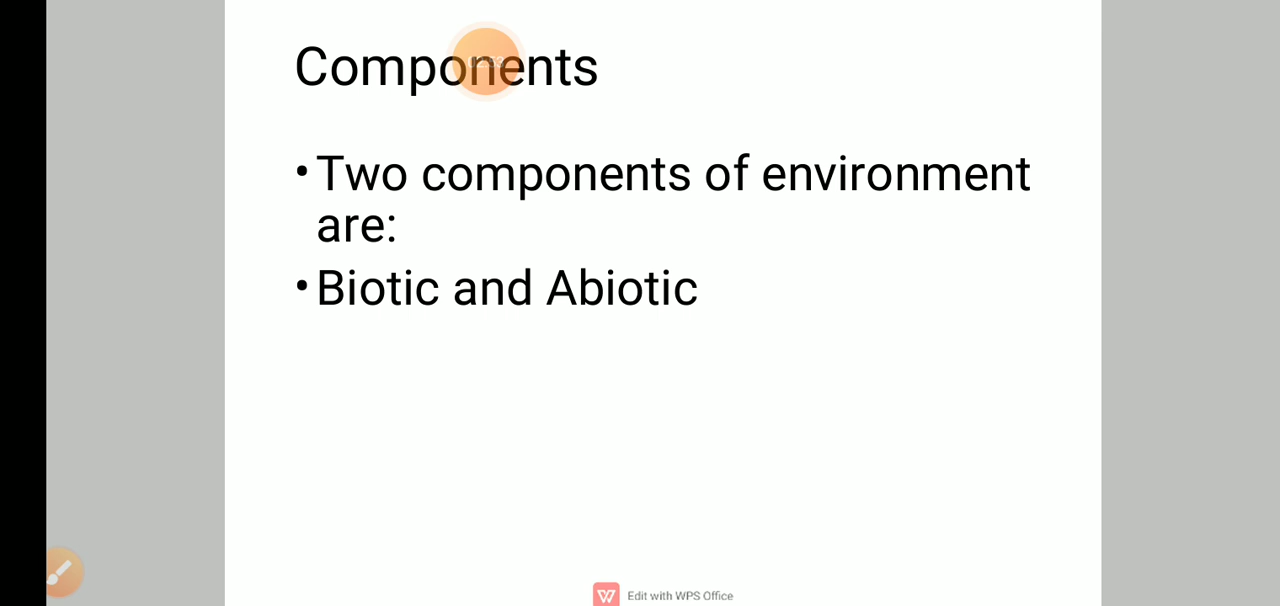 Components
•Two components of environment
are:
•Biotic and Abiotic
Edit with WPS Office